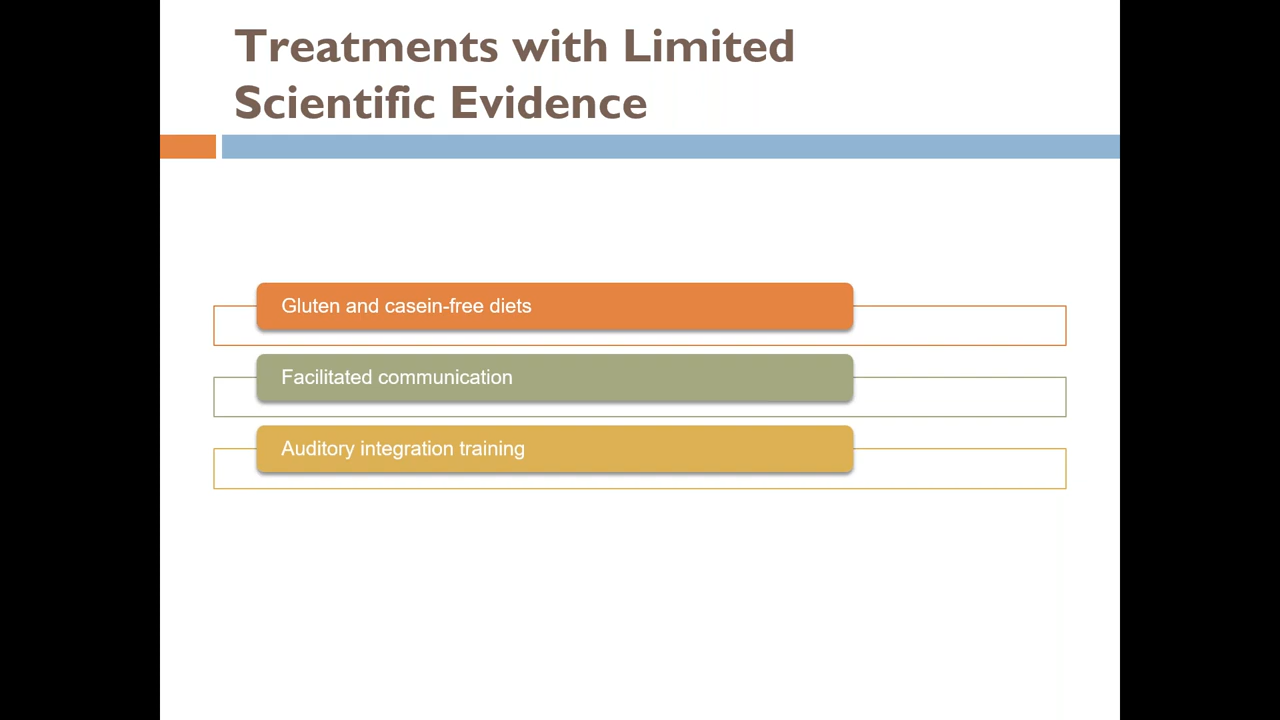 Treatments with Limited
Scientific Evidence
Gluten and casein-free diets
Facilitated communication
Auditory integration training